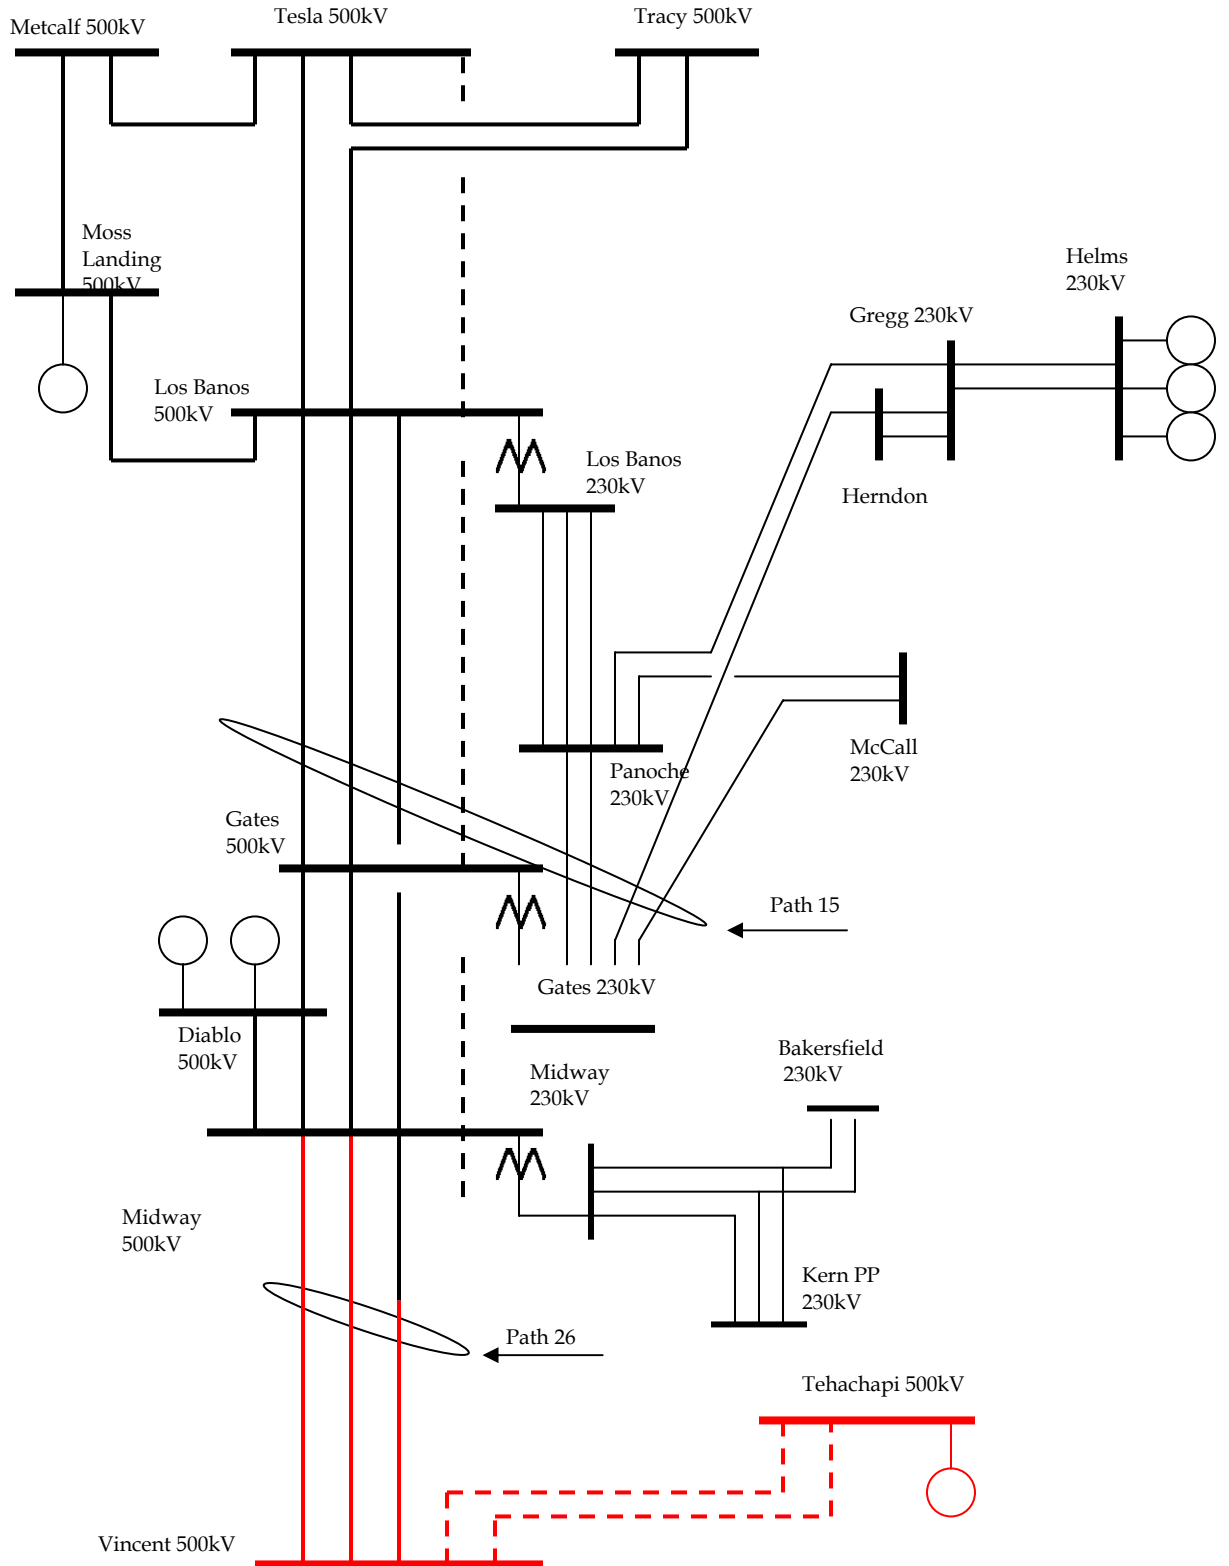 Metcalf 500kV
Tesla 500kV
Tracy 500kV
Moss
Landing
500kV
Helms
230kV
Gregg 230kV
Los Banos
500kV
Los Banos
230kV
Herndon
McCall
230kV
Panoche
230kV
Gates
500kV
Path 15
Gates 230kV
Diablo
500kV
Midway
230kV
Bakersfield
230kV
Midway
500kV
Kern PP
230kV
Path 26
Tehachapi 500kV
Vincent 500kV